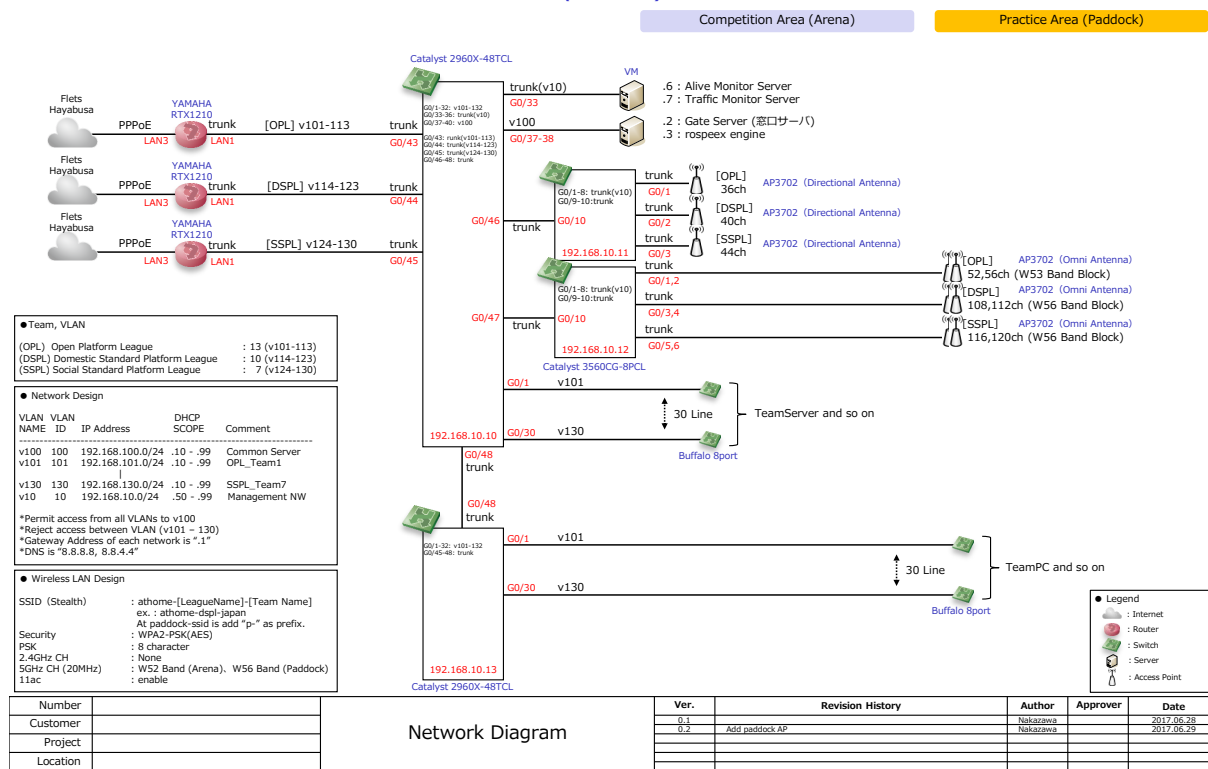 Competition Area (Arena)
Practice Area (Paddock)
Catalyst 2960X-48TCL
G0/1-32: v101-132
G0/33-36: trunk(v10)
G0/37-40: v100
G0/43: runk(v101-113)
G0/44: trunk(v114-123)
G0/45: trunk(v124-130)
G0/46-48: trunk
Flets
Hayabusa
PPPoE
LAN3
YAMAHA
RTX1210
trunk
LAN1
[OPL] v101-113
trunk
G0/43
Flets
Hayabusa
PPPoE
LAN3
YAMAHA
RTX1210
trunk
LAN1
[DSPL] v114-123
trunk
G0/44
Flets
Hayabusa
PPPoE
LAN3
YAMAHA
RTX1210
trunk
LAN1
[SSPL] v124-130
trunk
G0/45
trunk(v10)
G0/33
VM
.6 : Alive Monitor Server
.7 : Traffic Monitor Server
v100
G0/37-38
.2 : Gate Server (窓口サーバ)
.3 : rospeex engine
G0/46
trunk
G0/1-8: trunk(v10)
G0/9-10:trunk
G0/10
192.168.10.11
trunk
G0/1
[OPL]
36ch
AP3702（Directional Antenna）
trunk
G0/2
[DSPL]
40ch
AP3702（Directional Antenna）
trunk
G0/3
[SSPL]
44ch
AP3702（Directional Antenna）
G0/47
trunk
G0/1-8: trunk(v10)
G0/9-10:trunk
G0/10
192.168.10.12
Catalyst 3560CG-8PCL
trunk
G0/1,2
[OPL]
AP3702（Omni Antenna）
52,56ch (W53 Band Block)
trunk
G0/3,4
[DSPL]
AP3702（Omni Antenna）
108,112ch (W56 Band Block)
trunk
G0/5,6
[SSPL]
AP3702（Omni Antenna）
116,120ch (W56 Band Block)
G0/1
v101
30 Line
TeamServer and so on
192.168.10.10
G0/30
v130
Buffalo 8port
G0/48
trunk
G0/48
trunk
G0/1-32: v101-132
G0/45-48: trunk
G0/1
v101
30 Line
TeamPC and so on
G0/30
v130
Buffalo 8port
192.168.10.13
Catalyst 2960X-48TCL
●Team, VLAN
(OPL) Open Platform League : 13 (v101-113)
(DSPL) Domestic Standard Platform League : 10 (v114-123)
(SSPL) Social Standard Platform League : 7 (v124-130)
● Network Design
VLAN VLAN DHCP
NAME ID IP Address SCOPE Comment
v100 100 192.168.100.0/24 .10 - .99 Common Server
v101 101 192.168.101.0/24 .10 - .99 OPL_Team1
|
v130 130 192.168.130.0/24 .10 - .99 SSPL_Team7
v10 10 192.168.10.0/24 .50 - .99 Management NW
*Permit access from all VLANs to v100
*Reject access between VLAN (v101 – 130)
*Gateway Address of each network is ".1"
*DNS is "8.8.8.8, 8.8.4.4"
● Wireless LAN Design
SSID（Stealth） : athome-[LeagueName]-[Team Name]
ex. : athome-dspl-japan
At paddock-ssid is add "p-" as prefix.
Security : WPA2-PSK(AES)
PSK : 8 character
2.4GHz CH : None
5GHz CH (20MHz) : W52 Band (Arena)、W56 Band (Paddock)
11ac : enable
● Legend
: Internet
: Router
: Switch
: Server
: Access Point
Number
Customer
Project
Location
Network Diagram
Ver. Revision History Author Approver Date
0.1 Nakazawa 2017.06.28
0.2 Add paddock AP Nakazawa 2017.06.29